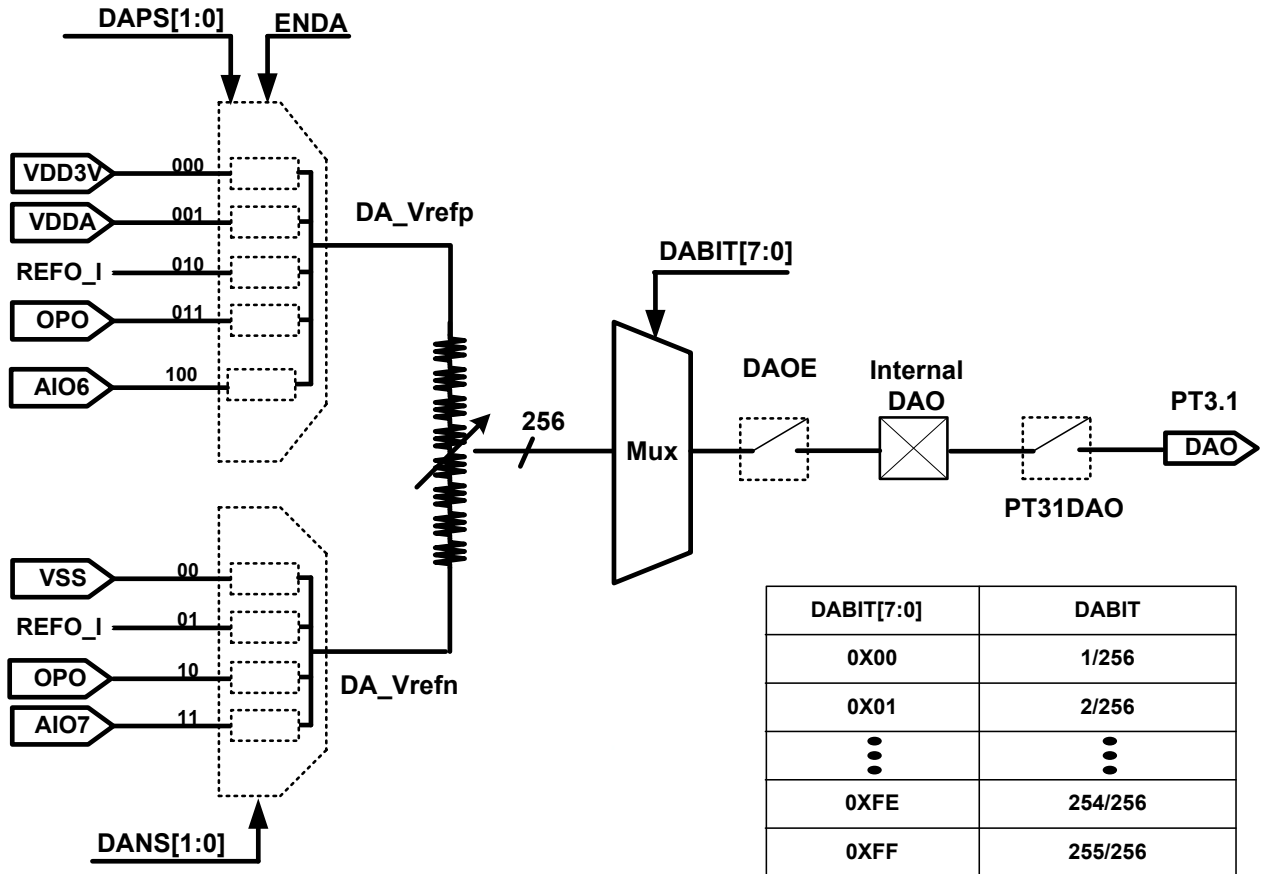 DAPS[1:0]
ENDA
VDD3V
000
VDDA
001
REFO_I
010
OPO
011
AIO6
100
DA_Vrefp
DABIT[7:0]
256
Mux
DAOE
Internal
DAO
PT31DAO
PT3.1
DAO
VSS
00
REFO_I
01
OPO
10
AIO7
11
DA_Vrefn
DANS[1:0]
DABIT[7:0] DABIT
0X00 1/256
0X01 2/256
0XFE 254/256
0XFF 255/256